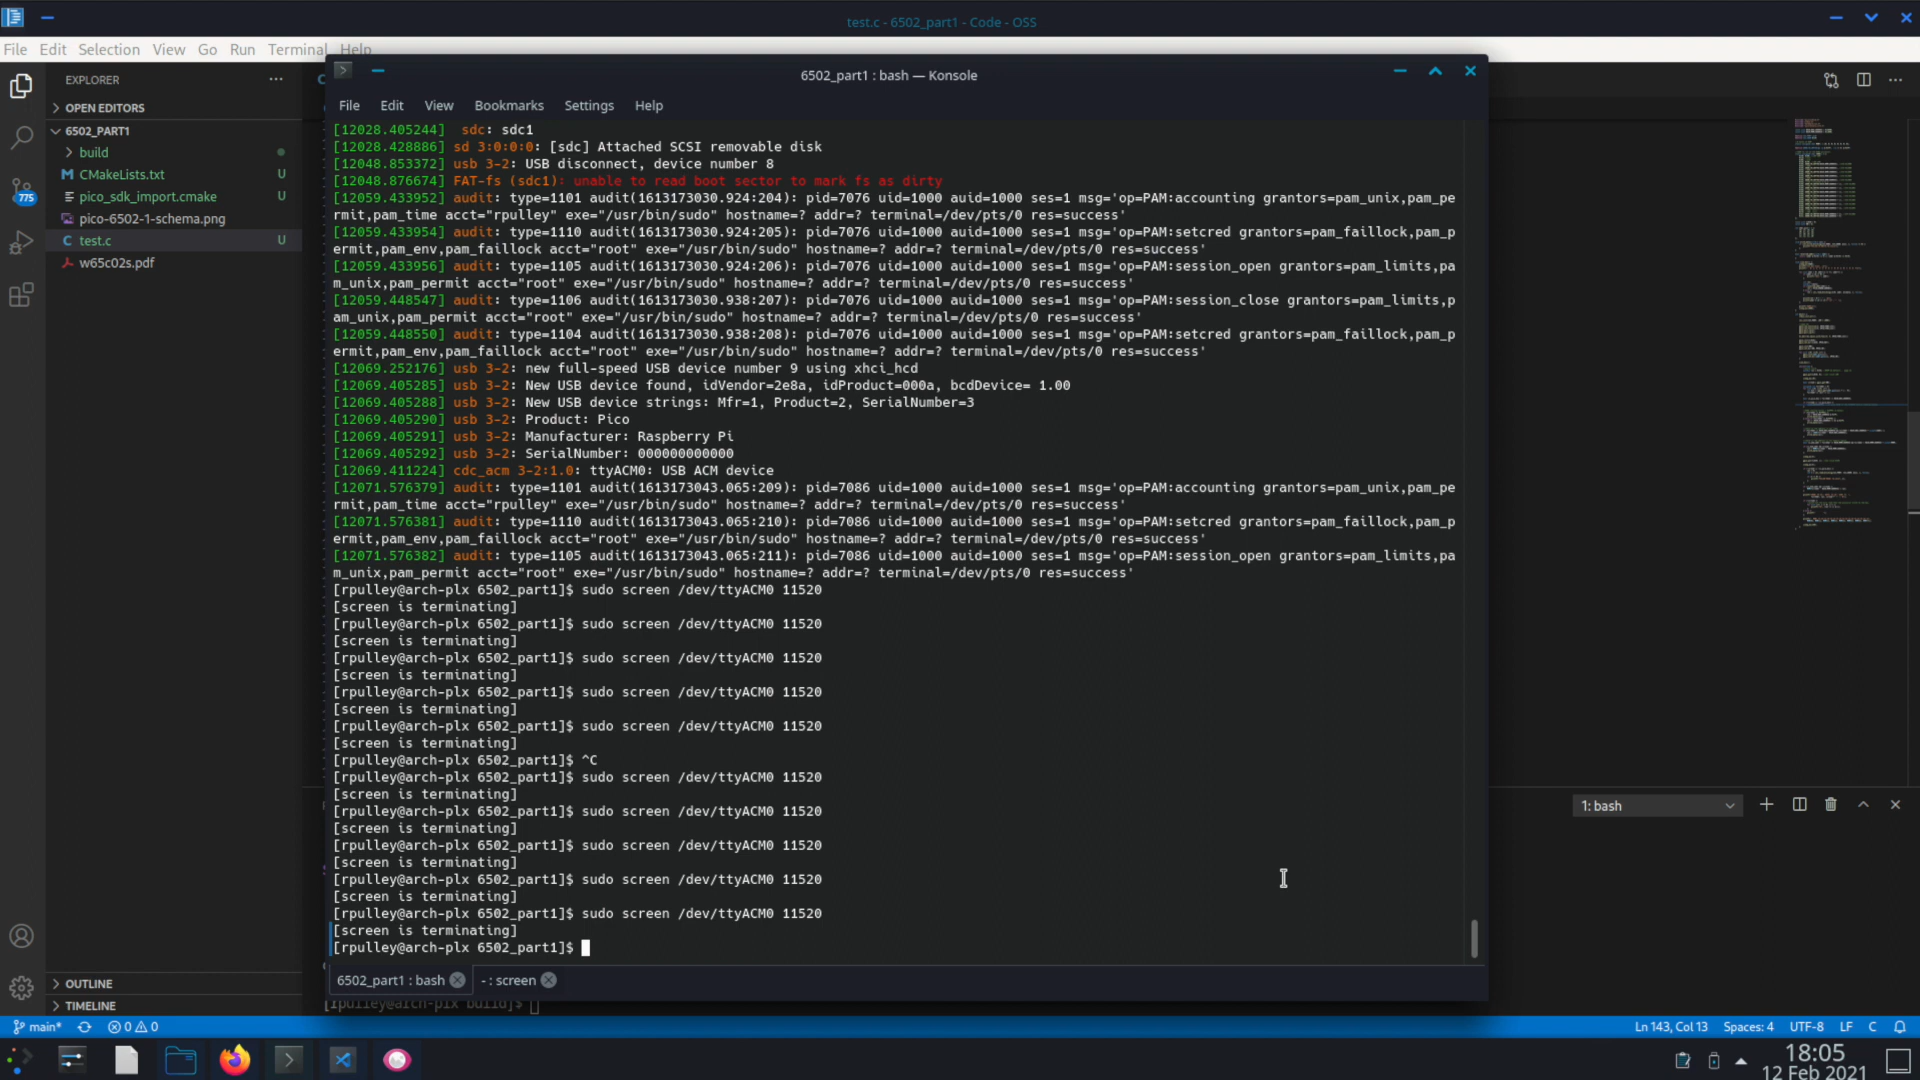 test.c - 6502_part1 - Code - OSS
File Edit Selection View Go Run Terminal Help
EXPLORER
OPEN EDITORS
6502_PART1
build
CMakeLists.txt U
pico_sdk_import.cmake U
pico-6502-1-schema.png
test.c U
w65c02s.pdf
775
OUTLINE
TIMELINE
6502_part1 : bash — Konsole
File Edit View Bookmarks Settings Help
[12028.405244]  sdc: sdc1
[12028.428886] sd 3:0:0:0: [sdc] Attached SCSI removable disk
[12048.853372] usb 3-2: USB disconnect, device number 8
[12048.876674] FAT-fs (sdc1): unable to read boot sector to mark fs as dirty
[12059.433952] audit: type=1101 audit(1613173030.924:204): pid=7076 uid=1000 auid=1000 ses=1 msg='op=PAM:accounting grantors=pam_unix,pam_pe
rmit,pam_time acct="rpulley" exe="/usr/bin/sudo" hostname=? addr=? terminal=/dev/pts/0 res=success'
[12059.433954] audit: type=1110 audit(1613173030.924:205): pid=7076 uid=1000 auid=1000 ses=1 msg='op=PAM:setcred grantors=pam_faillock,pam_p
ermit,pam_env,pam_faillock acct="root" exe="/usr/bin/sudo" hostname=? addr=? terminal=/dev/pts/0 res=success'
[12059.433956] audit: type=1105 audit(1613173030.924:206): pid=7076 uid=1000 auid=1000 ses=1 msg='op=PAM:session_open grantors=pam_limits,pa
m_unix,pam_permit acct="root" exe="/usr/bin/sudo" hostname=? addr=? terminal=/dev/pts/0 res=success'
[12059.448547] audit: type=1106 audit(1613173030.938:207): pid=7076 uid=1000 auid=1000 ses=1 msg='op=PAM:session_close grantors=pam_limits,p
am_unix,pam_permit acct="root" exe="/usr/bin/sudo" hostname=? addr=? terminal=/dev/pts/0 res=success'
[12059.448550] audit: type=1104 audit(1613173030.938:208): pid=7076 uid=1000 auid=1000 ses=1 msg='op=PAM:setcred grantors=pam_faillock,pam_p
ermit,pam_env,pam_faillock acct="root" exe="/usr/bin/sudo" hostname=? addr=? terminal=/dev/pts/0 res=success'
[12069.252176] usb 3-2: new full-speed USB device number 9 using xhci_hcd
[12069.405285] usb 3-2: New USB device found, idVendor=2e8a, idProduct=000a, bcdDevice= 1.00
[12069.405288] usb 3-2: New USB device strings: Mfr=1, Product=2, SerialNumber=3
[12069.405290] usb 3-2: Product: Pico
[12069.405291] usb 3-2: Manufacturer: Raspberry Pi
[12069.405292] usb 3-2: SerialNumber: 000000000000
[12069.411224] cdc_acm 3-2:1.0: ttyACM0: USB ACM device
[12071.576379] audit: type=1101 audit(1613173043.065:209): pid=7086 uid=1000 auid=1000 ses=1 msg='op=PAM:accounting grantors=pam_unix,pam_pe
rmit,pam_time acct="rpulley" exe="/usr/bin/sudo" hostname=? addr=? terminal=/dev/pts/0 res=success'
[12071.576381] audit: type=1110 audit(1613173043.065:210): pid=7086 uid=1000 auid=1000 ses=1 msg='op=PAM:setcred grantors=pam_faillock,pam_p
ermit,pam_env,pam_faillock acct="root" exe="/usr/bin/sudo" hostname=? addr=? terminal=/dev/pts/0 res=success'
[12071.576382] audit: type=1105 audit(1613173043.065:211): pid=7086 uid=1000 auid=1000 ses=1 msg='op=PAM:session_open grantors=pam_limits,pa
m_unix,pam_permit acct="root" exe="/usr/bin/sudo" hostname=? addr=? terminal=/dev/pts/0 res=success'
[rpulley@arch-plx 6502_part1]$ sudo screen /dev/ttyACM0 11520
[screen is terminating]
[rpulley@arch-plx 6502_part1]$ sudo screen /dev/ttyACM0 11520
[screen is terminating]
[rpulley@arch-plx 6502_part1]$ sudo screen /dev/ttyACM0 11520
[screen is terminating]
[rpulley@arch-plx 6502_part1]$ sudo screen /dev/ttyACM0 11520
[screen is terminating]
[rpulley@arch-plx 6502_part1]$ sudo screen /dev/ttyACM0 11520
[screen is terminating]
[rpulley@arch-plx 6502_part1]$ ^C
[rpulley@arch-plx 6502_part1]$ sudo screen /dev/ttyACM0 11520
[screen is terminating]
[rpulley@arch-plx 6502_part1]$ sudo screen /dev/ttyACM0 11520
[screen is terminating]
[rpulley@arch-plx 6502_part1]$ sudo screen /dev/ttyACM0 11520
[screen is terminating]
[rpulley@arch-plx 6502_part1]$ sudo screen /dev/ttyACM0 11520
[screen is terminating]
[rpulley@arch-plx 6502_part1]$ sudo screen /dev/ttyACM0 11520
[screen is terminating]
[rpulley@arch-plx 6502_part1]$
6502_part1 : bash - : screen
1: bash
[rpulley@arch-plx build]$
main* 0 0 Ln 143, Col 13 Spaces: 4 UTF-8 LF C
18:05
12 Feb 2021